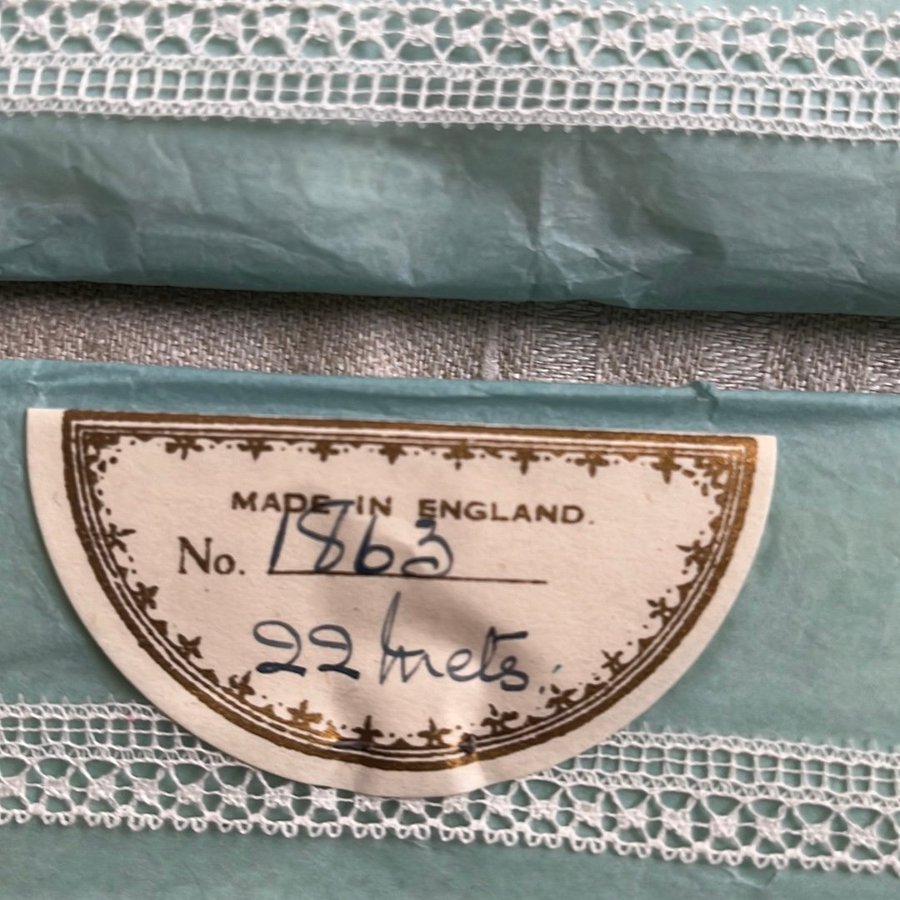 MADE IN ENGLAND.
No. 1863
22 mets.